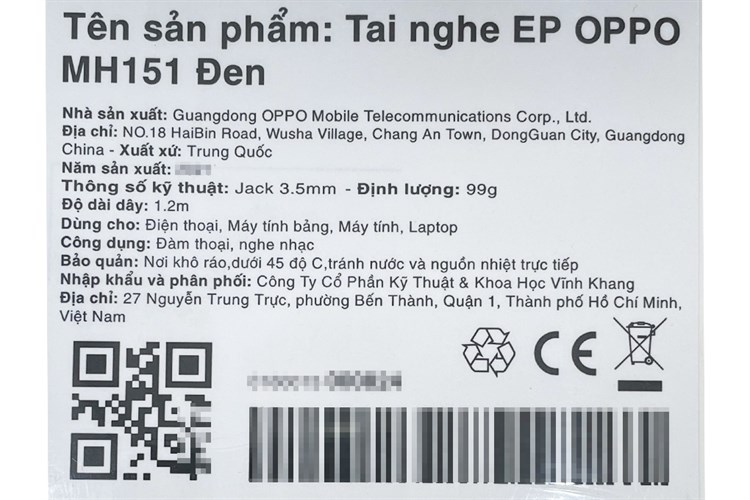 Tên sản phẩm: Tai nghe EP OPPO
MH151 Đen
Nhà sản xuất: Guangdong OPPO Mobile Telecommunications Corp., Ltd.
Địa chỉ: NO.18 HaiBin Road, Wusha Village, Chang An Town, DongGuan City, Guangdong
China - Xuất xứ: Trung Quốc
Năm sản xuất:
Thông số kỹ thuật: Jack 3.5mm - Định lượng: 99g
Độ dài dây: 1.2m
Dùng cho: Điện thoại, Máy tính bảng, Máy tính, Laptop
Công dụng: Đàm thoại, nghe nhạc
Bảo quản: Nơi khô ráo,dưới 45 độ C,tránh nước và nguồn nhiệt trực tiếp
Nhập khẩu và phân phối: Công Ty Cổ Phần Kỹ Thuật & Khoa Học Vĩnh Khang
Địa chỉ: 27 Nguyễn Trung Trực, phường Bến Thành, Quận 1, Thành phố Hồ Chí Minh,
Việt Nam
CE